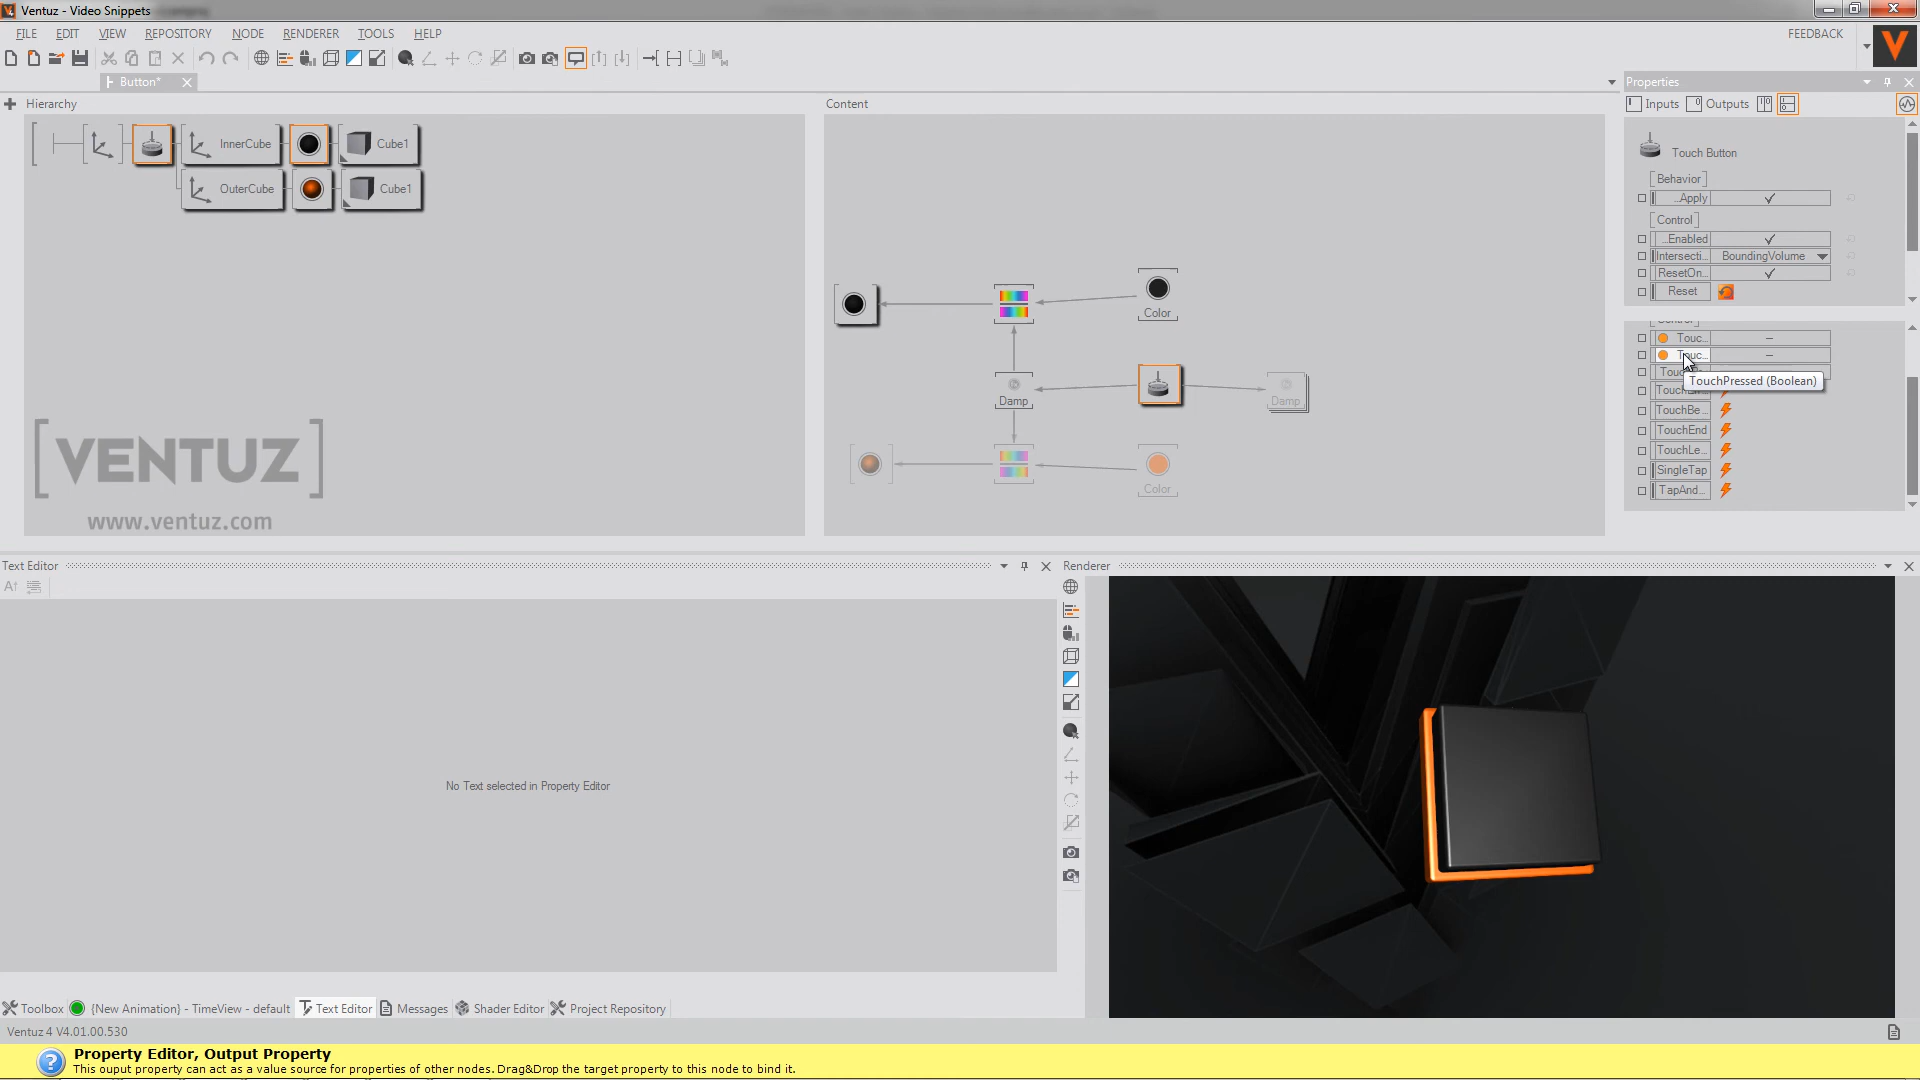 Ventuz - Video Snippets
FILE EDIT VIEW REPOSITORY NODE RENDERER TOOLS HELP
FEEDBACK
Button*
Properties
Hierarchy
Content
Inputs Outputs
InnerCube
Cube1
OuterCube
Cube1
Touch Button
[Behavior]
...Apply
[Control]
...Enabled
Intersecti... BoundingVolume
ResetOn...
Reset
Color
Damp
Damp
Color
Touc...
Touc...
TouchPressed (Boolean)
TouchBe...
TouchEnd
TouchLe...
SingleTap
TapAnd...
[VENTUZ]
www.ventuz.com
Text Editor
Renderer
No Text selected in Property Editor
Toolbox
{New Animation} - TimeView - default
Text Editor
Messages
Shader Editor
Project Repository
Ventuz 4 V4.01.00.530
Property Editor, Output Property
This ouput property can act as a value source for properties of other nodes. Drag&Drop the target property to this node to bind it.